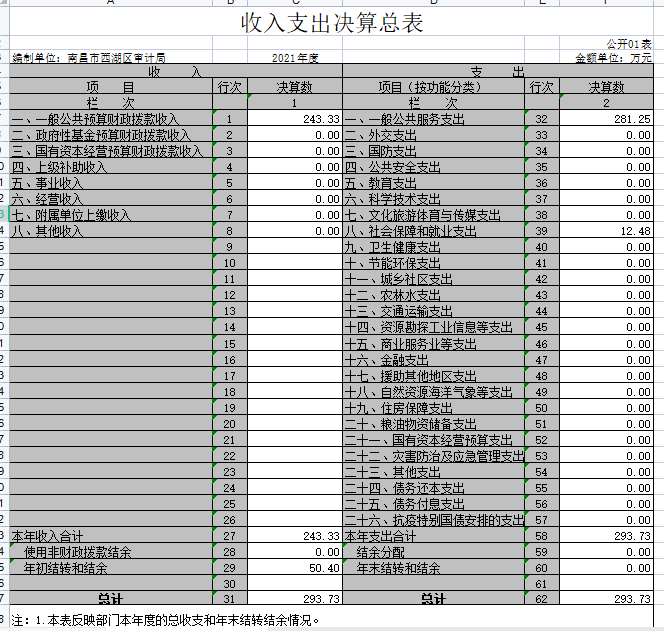 收入支出决算总表
公开01表
编制单位：南昌市西湖区审计局 2021年度 金额单位：万元
收 入 支 出
项 目 行次 决算数 项目（按功能分类） 行次 决算数
栏 次 1 栏 次 2
一、一般公共预算财政拨款收入 1 243.33 一、一般公共服务支出 32 281.25
二、政府性基金预算财政拨款收入 2 0.00 二、外交支出 33 0.00
三、国有资本经营预算财政拨款收入 3 0.00 三、国防支出 34 0.00
四、上级补助收入 4 0.00 四、公共安全支出 35 0.00
五、事业收入 5 0.00 五、教育支出 36 0.00
六、经营收入 6 0.00 六、科学技术支出 37 0.00
七、附属单位上缴收入 7 0.00 七、文化旅游体育与传媒支出 38 0.00
八、其他收入 8 0.00 八、社会保障和就业支出 39 12.48
9 九、卫生健康支出 40 0.00
10 十、节能环保支出 41 0.00
11 十一、城乡社区支出 42 0.00
12 十二、农林水支出 43 0.00
13 十三、交通运输支出 44 0.00
14 十四、资源勘探工业信息等支出 45 0.00
15 十五、商业服务业等支出 46 0.00
16 十六、金融支出 47 0.00
17 十七、援助其他地区支出 48 0.00
18 十八、自然资源海洋气象等支出 49 0.00
19 十九、住房保障支出 50 0.00
20 二十、粮油物资储备支出 51 0.00
21 二十一、国有资本经营预算支出 52 0.00
22 二十二、灾害防治及应急管理支出 53 0.00
23 二十三、其他支出 54 0.00
24 二十四、债务还本支出 55 0.00
25 二十五、债务付息支出 56 0.00
26 二十六、抗疫特别国债安排的支出 57 0.00
本年收入合计 27 243.33 本年支出合计 58 293.73
使用非财政拨款结余 28 0.00 结余分配 59 0.00
年初结转和结余 29 50.40 年末结转和结余 60 0.00
30 61
总计 31 293.73 总计 62 293.73
注：1.本表反映部门本年度的总收支和年末结转结余情况。